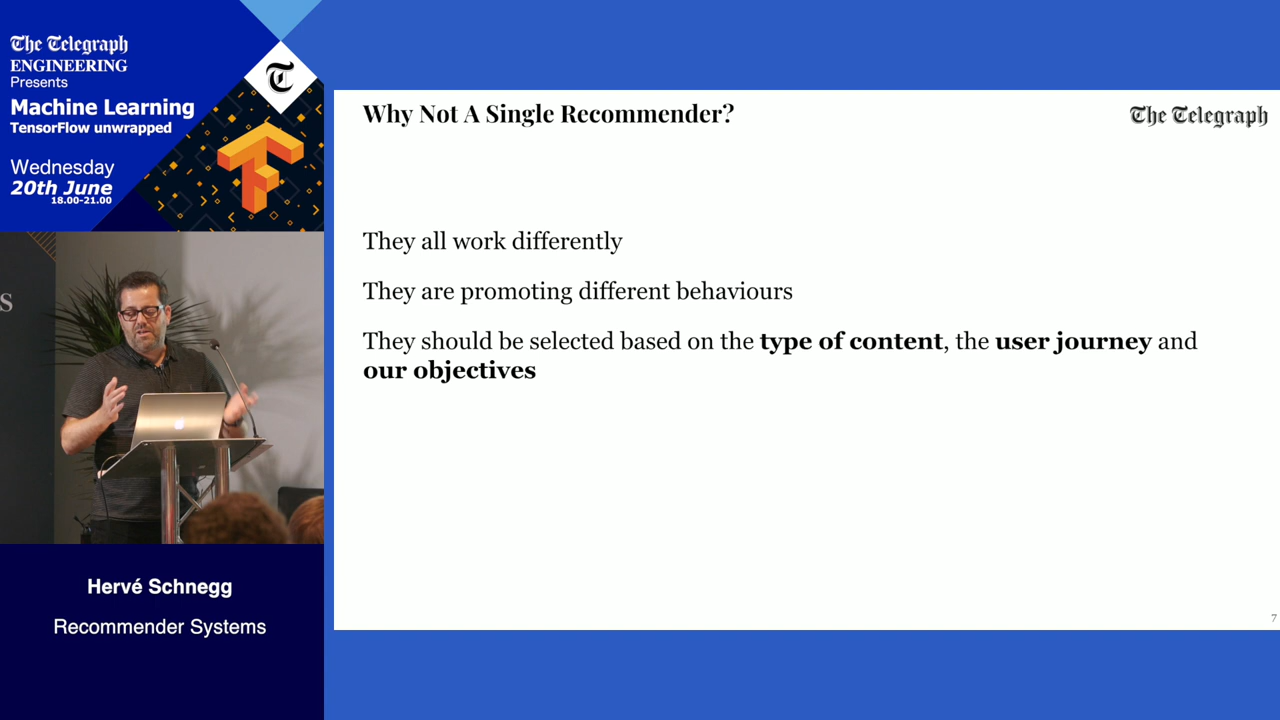 The Telegraph
ENGINEERING
Presents
Machine Learning
TensorFlow unwrapped
Wednesday
20th June
18.00-21.00
T
S
Hervé Schnegg
Recommender Systems
Why Not A Single Recommender?
The Telegraph
They all work differently
They are promoting different behaviours
They should be selected based on the type of content, the user journey and
our objectives
7